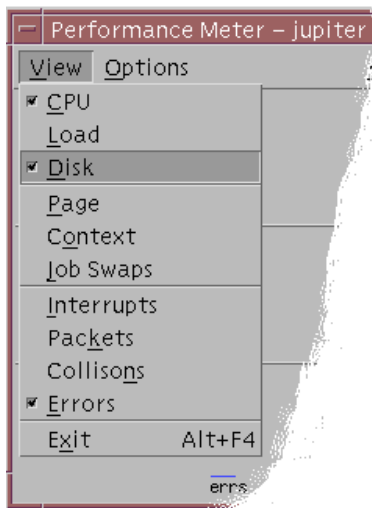 Performance Meter – jupiter
View Options
CPU
Load
Disk
Page
Context
Job Swaps
Interrupts
Packets
Collisons
Errors
Exit Alt+F4
errs